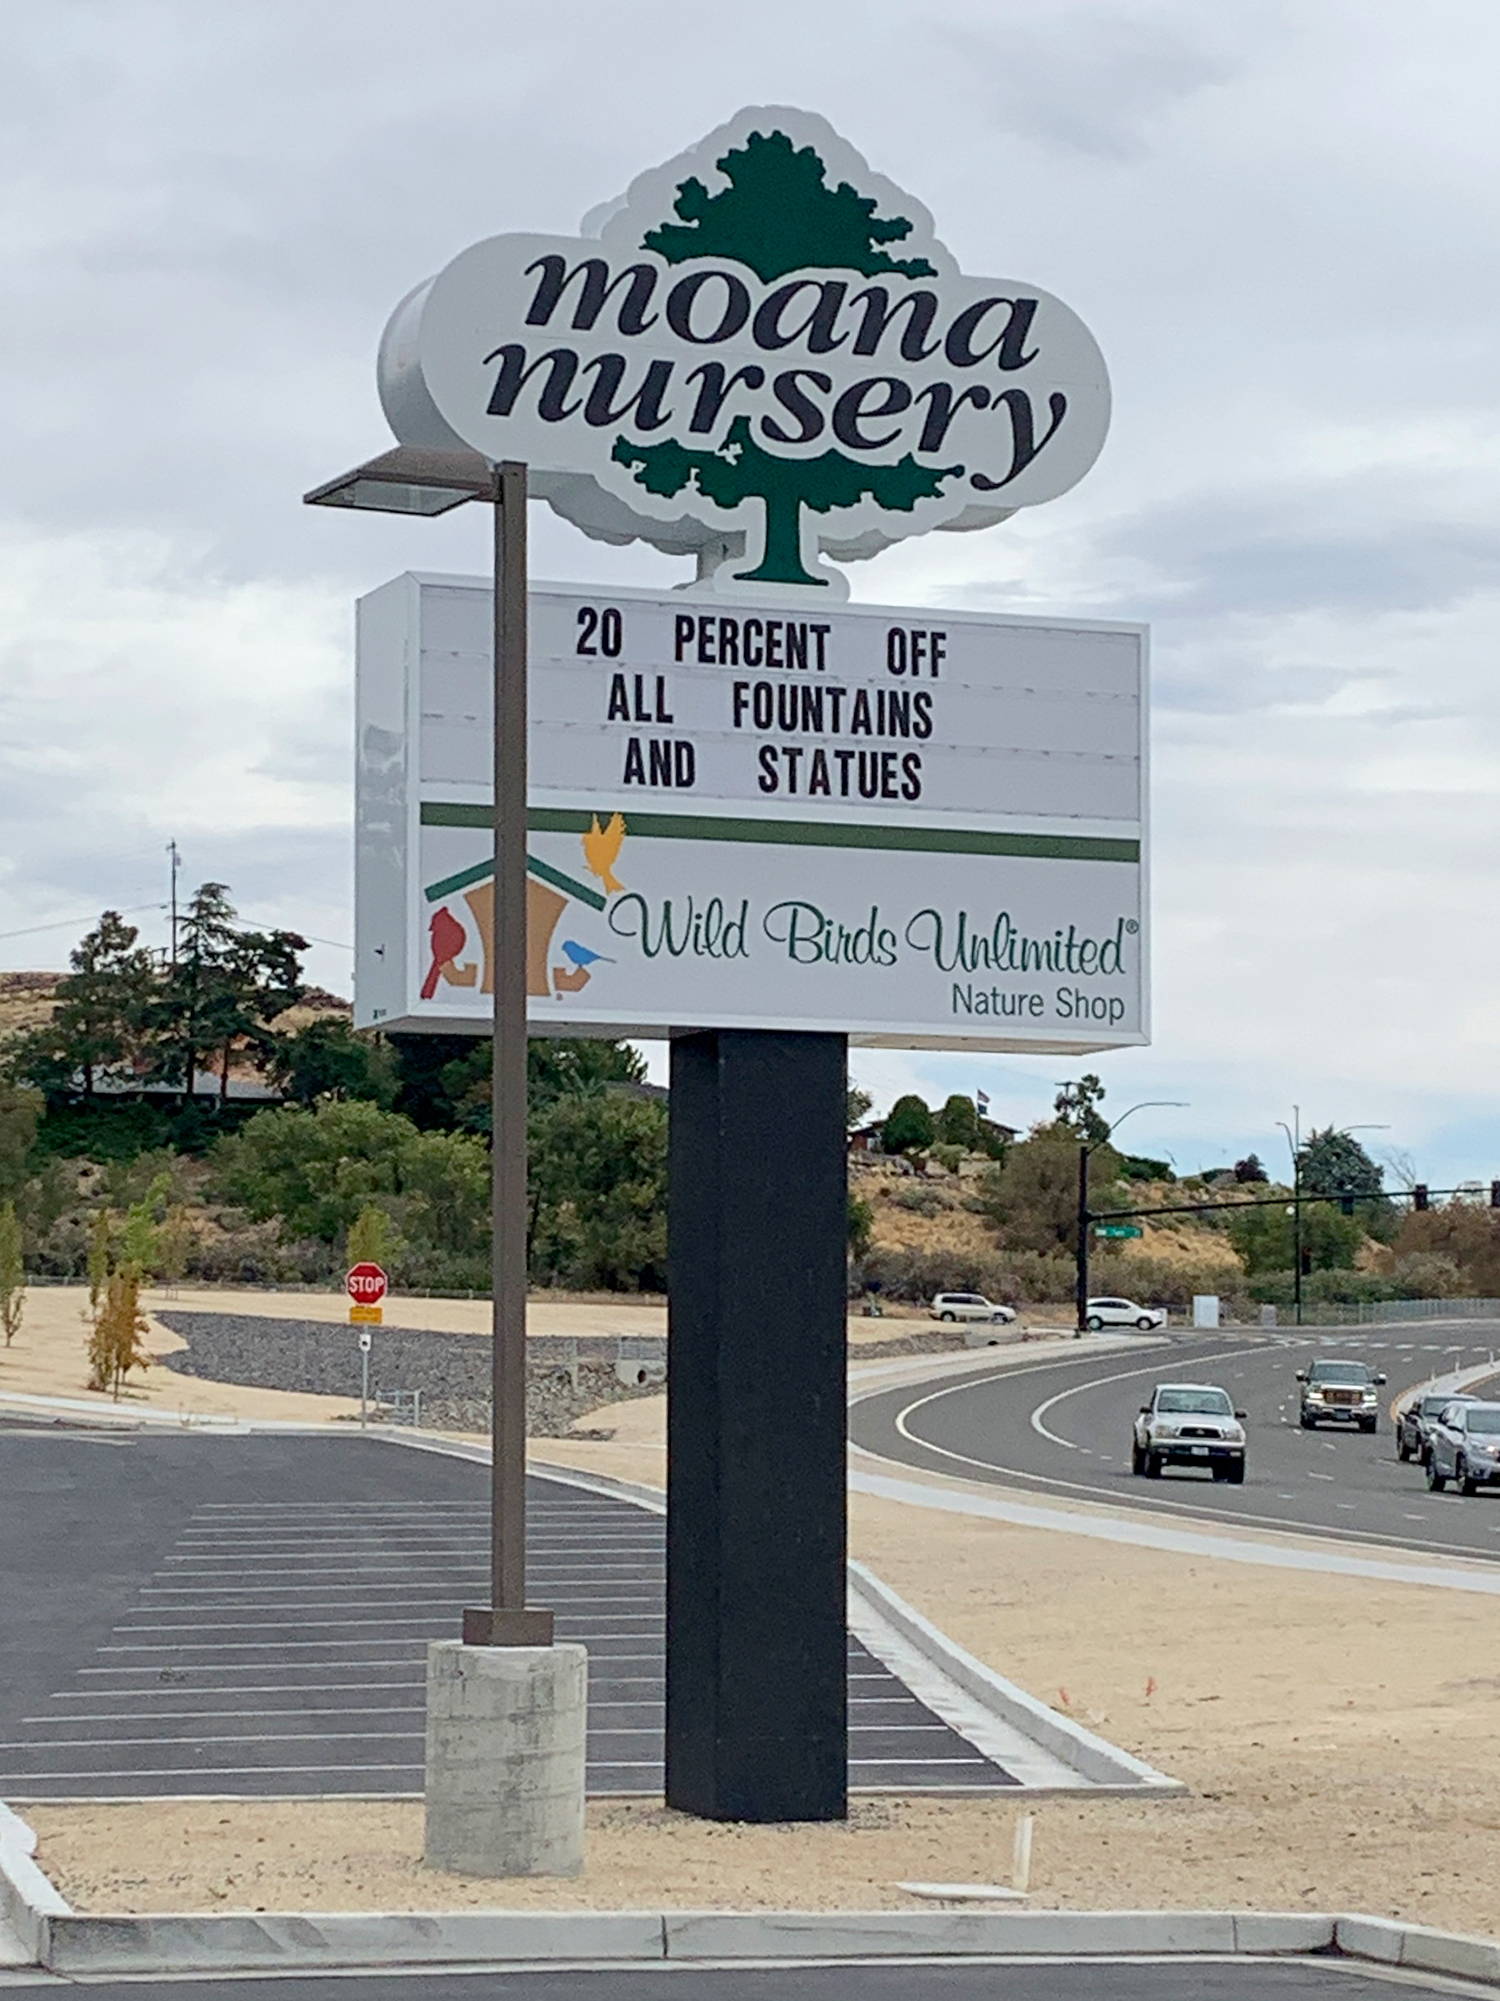 moana
nursery
20 PERCENT OFF
ALL FOUNTAINS
AND STATUES
Wild Birds Unlimited®
Nature Shop
STOP